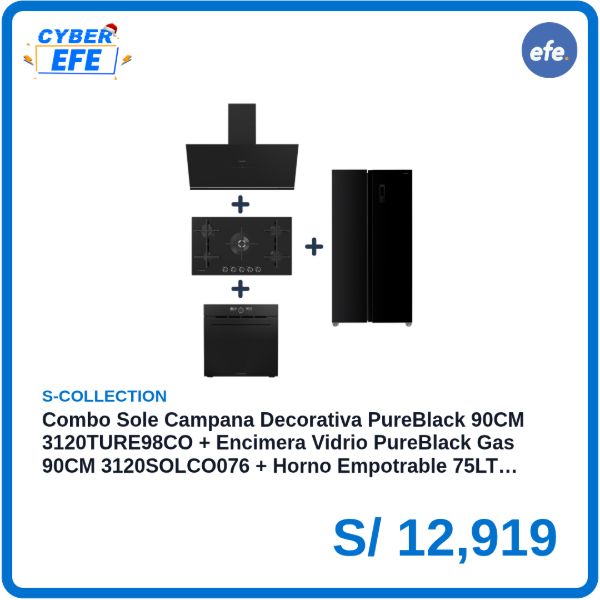 CYBER
EFE
efe.
S-COLLECTION
Combo Sole Campana Decorativa PureBlack 90CM
3120TURE98CO + Encimera Vidrio PureBlack Gas
90CM 3120SOLCO076 + Horno Empotrable 75LT…
S/ 12,919